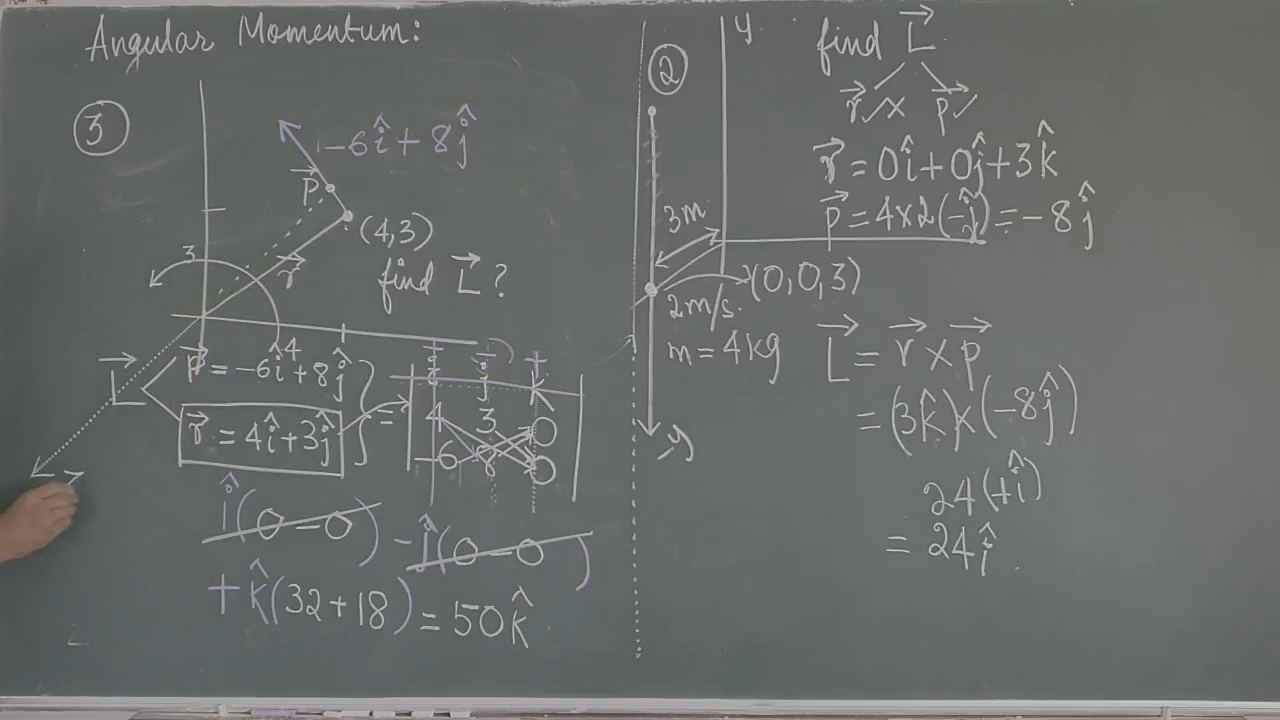 Angular Momentum:
③
-6î + 8ĵ
P⃗
(4,3)
3
r⃗
find L⃗ ?
4
L⃗
P⃗ = -6î + 8ĵ
r⃗ = 4î + 3ĵ
=
î ĵ k̂
4 3 0
-6 8 0
î(0-0) - ĵ(0-0)
+ k̂(32+18) = 50k̂
②
y
3m
(0,0,3)
2m/s.
m = 4kg
y
find L⃗
r⃗ × p⃗
r⃗ = 0î + 0ĵ + 3k̂
p⃗ = 4×2(-ĵ) = -8ĵ
L⃗ = r⃗ × p⃗
= (3k̂) × (-8ĵ)
24(+î)
= 24î.